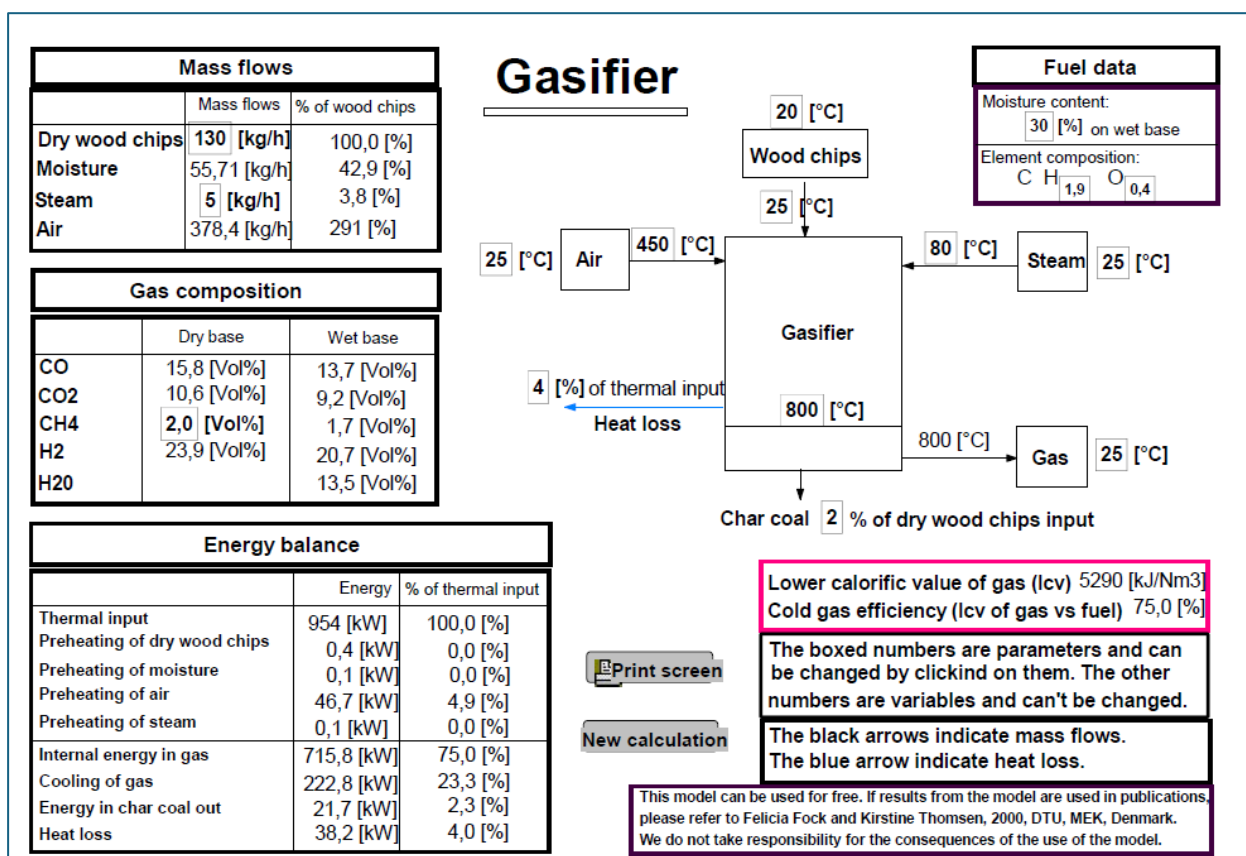 Gasifier
Mass flows
Mass flows % of wood chips
Dry wood chips 130 [kg/h] 100,0 [%]
Moisture 55,71 [kg/h] 42,9 [%]
Steam 5 [kg/h] 3,8 [%]
Air 378,4 [kg/h] 291 [%]
Gas composition
Dry base Wet base
CO 15,8 [Vol%] 13,7 [Vol%]
CO2 10,6 [Vol%] 9,2 [Vol%]
CH4 2,0 [Vol%] 1,7 [Vol%]
H2 23,9 [Vol%] 20,7 [Vol%]
H20 13,5 [Vol%]
Energy balance
Energy % of thermal input
Thermal input 954 [kW] 100,0 [%]
Preheating of dry wood chips 0,4 [kW] 0,0 [%]
Preheating of moisture 0,1 [kW] 0,0 [%]
Preheating of air 46,7 [kW] 4,9 [%]
Preheating of steam 0,1 [kW] 0,0 [%]
Internal energy in gas 715,8 [kW] 75,0 [%]
Cooling of gas 222,8 [kW] 23,3 [%]
Energy in char coal out 21,7 [kW] 2,3 [%]
Heat loss 38,2 [kW] 4,0 [%]
20 [°C]
Wood chips
25 [°C]
25 [°C] Air 450 [°C]
80 [°C] Steam 25 [°C]
Gasifier
4 [%] of thermal input
Heat loss
800 [°C]
800 [°C] Gas 25 [°C]
Char coal 2 % of dry wood chips input
Fuel data
Moisture content:
30 [%] on wet base
Element composition:
C H1,9 O0,4
Lower calorific value of gas (lcv) 5290 [kJ/Nm3]
Cold gas efficiency (lcv of gas vs fuel) 75,0 [%]
Print screen
New calculation
The boxed numbers are parameters and can
be changed by clickind on them. The other
numbers are variables and can't be changed.
The black arrows indicate mass flows.
The blue arrow indicate heat loss.
This model can be used for free. If results from the model are used in publications,
please refer to Felicia Fock and Kirstine Thomsen, 2000, DTU, MEK, Denmark.
We do not take responsibility for the consequences of the use of the model.